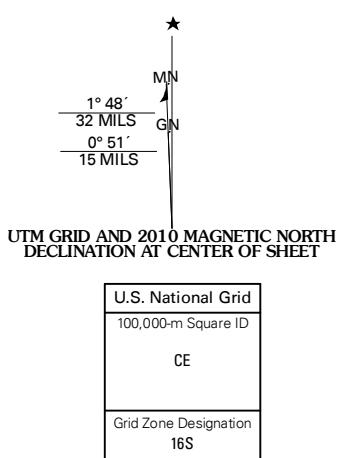 MN
1° 48´
32 MILS
GN
0° 51´
15 MILS
UTM GRID AND 2010 MAGNETIC NORTH
DECLINATION AT CENTER OF SHEET
U.S. National Grid
100,000-m Square ID
CE
Grid Zone Designation
16S